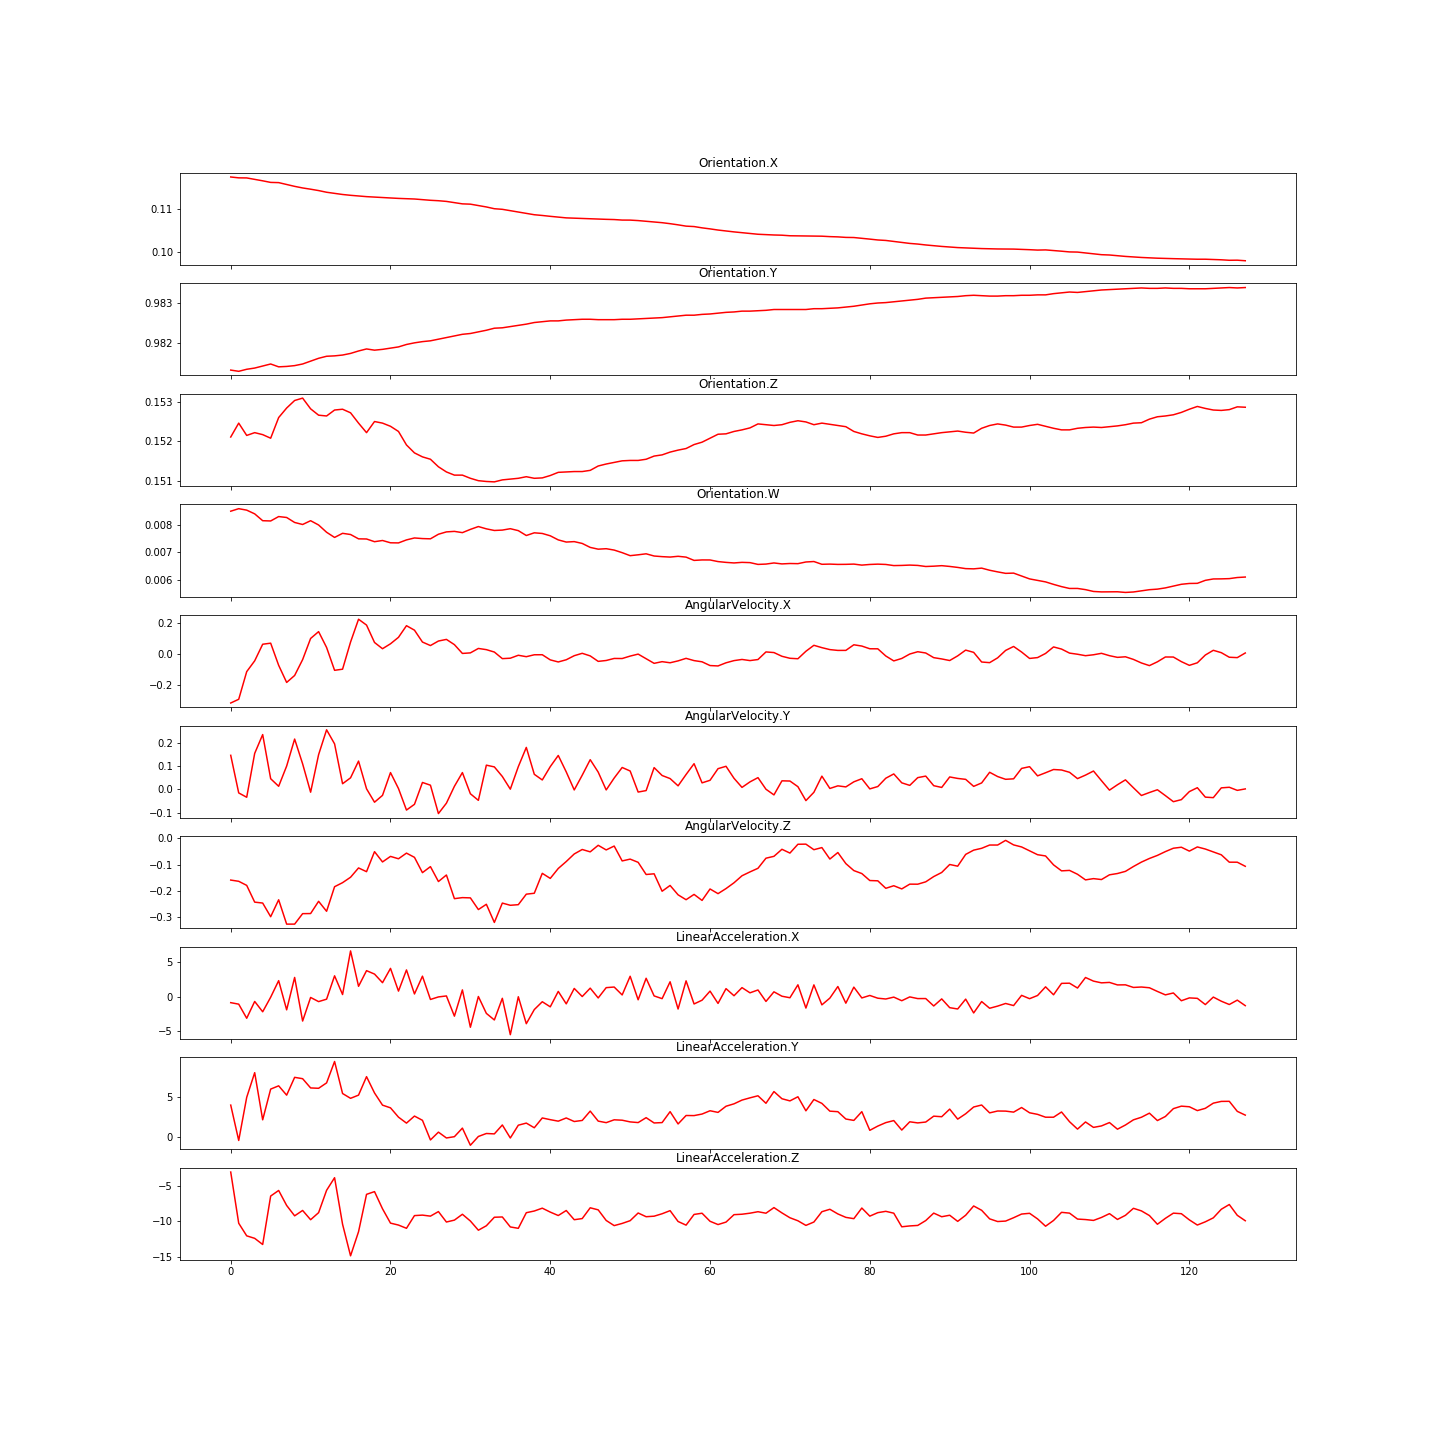 Orientation.X
0.11
0.10
Orientation.Y
0.983
0.982
Orientation.Z
0.153
0.152
0.151
Orientation.W
0.008
0.007
0.006
AngularVelocity.X
0.2
0.0
−0.2
AngularVelocity.Y
0.2
0.1
0.0
−0.1
AngularVelocity.Z
0.0
−0.1
−0.2
−0.3
LinearAcceleration.X
5
0
−5
LinearAcceleration.Y
5
0
LinearAcceleration.Z
−5
−10
−15
0 20 40 60 80 100 120